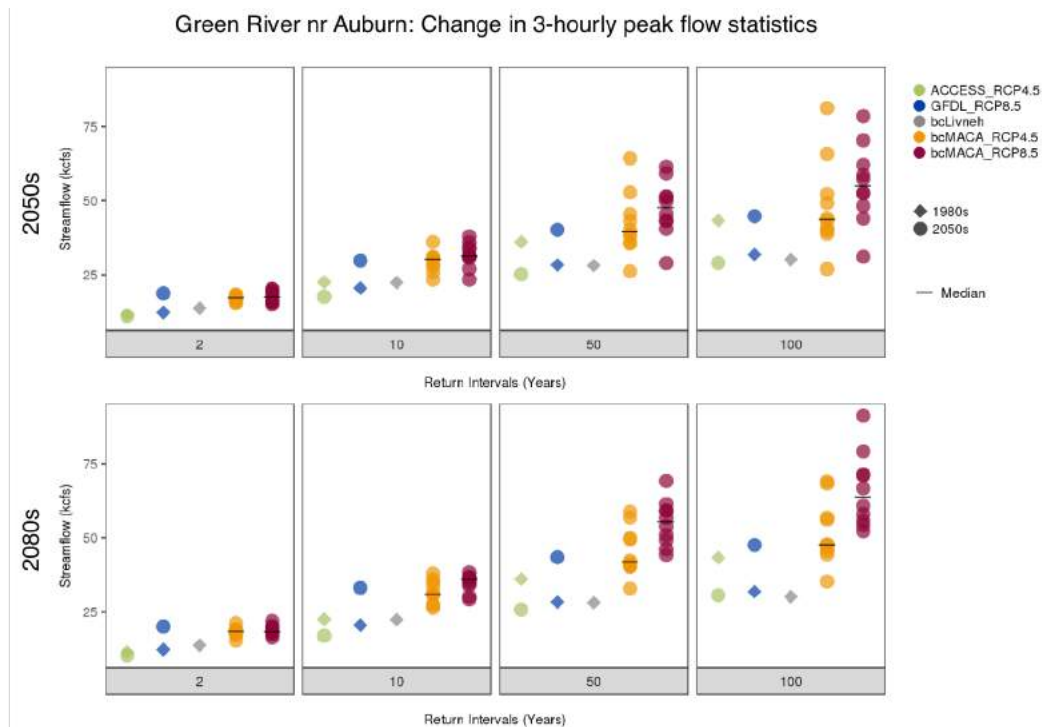 Green River nr Auburn: Change in 3-hourly peak flow statistics
2050s
Streamflow (kcfs)
75
50
25
2
10
50
100
Return Intervals (Years)
ACCESS_RCP4.5
GFDL_RCP8.5
bcLivneh
bcMACA_RCP4.5
bcMACA_RCP8.5
1980s
2050s
Median
2080s
Streamflow (kcfs)
75
50
25
2
10
50
100
Return Intervals (Years)